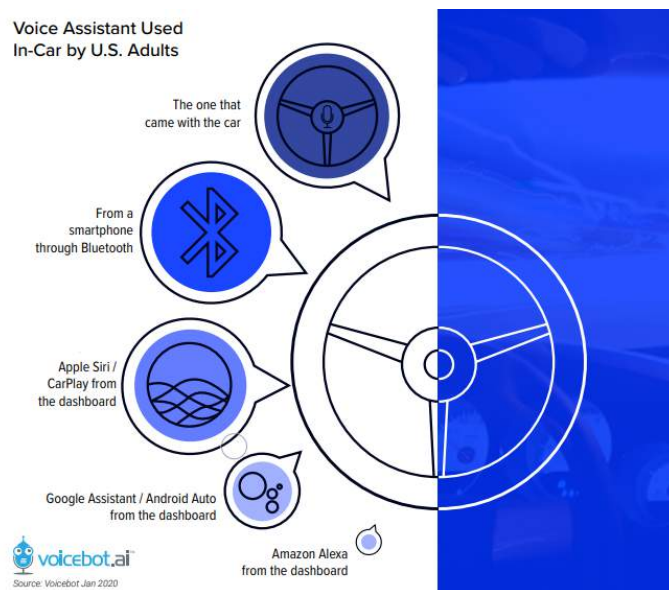 Voice Assistant Used
In-Car by U.S. Adults
The one that
came with the car
From a
smartphone
through Bluetooth
Apple Siri /
CarPlay from
the dashboard
Google Assistant / Android Auto
from the dashboard
Amazon Alexa
from the dashboard
voicebot.ai
Source: Voicebot Jan 2020